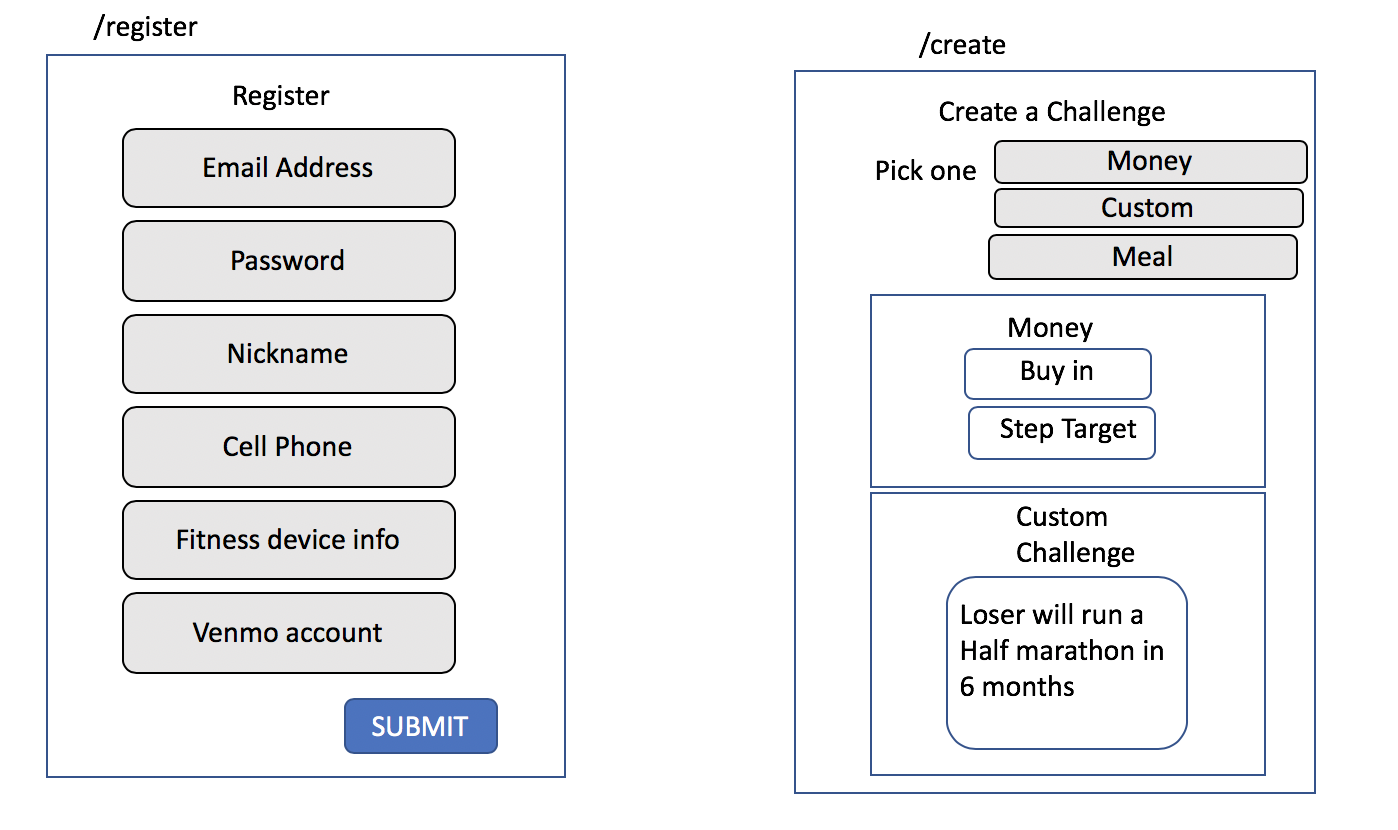 /register
Register
Email Address
Password
Nickname
Cell Phone
Fitness device info
Venmo account
SUBMIT
/create
Create a Challenge
Pick one
Money
Custom
Meal
Money
Buy in
Step Target
Custom
Challenge
Loser will run a
Half marathon in
6 months